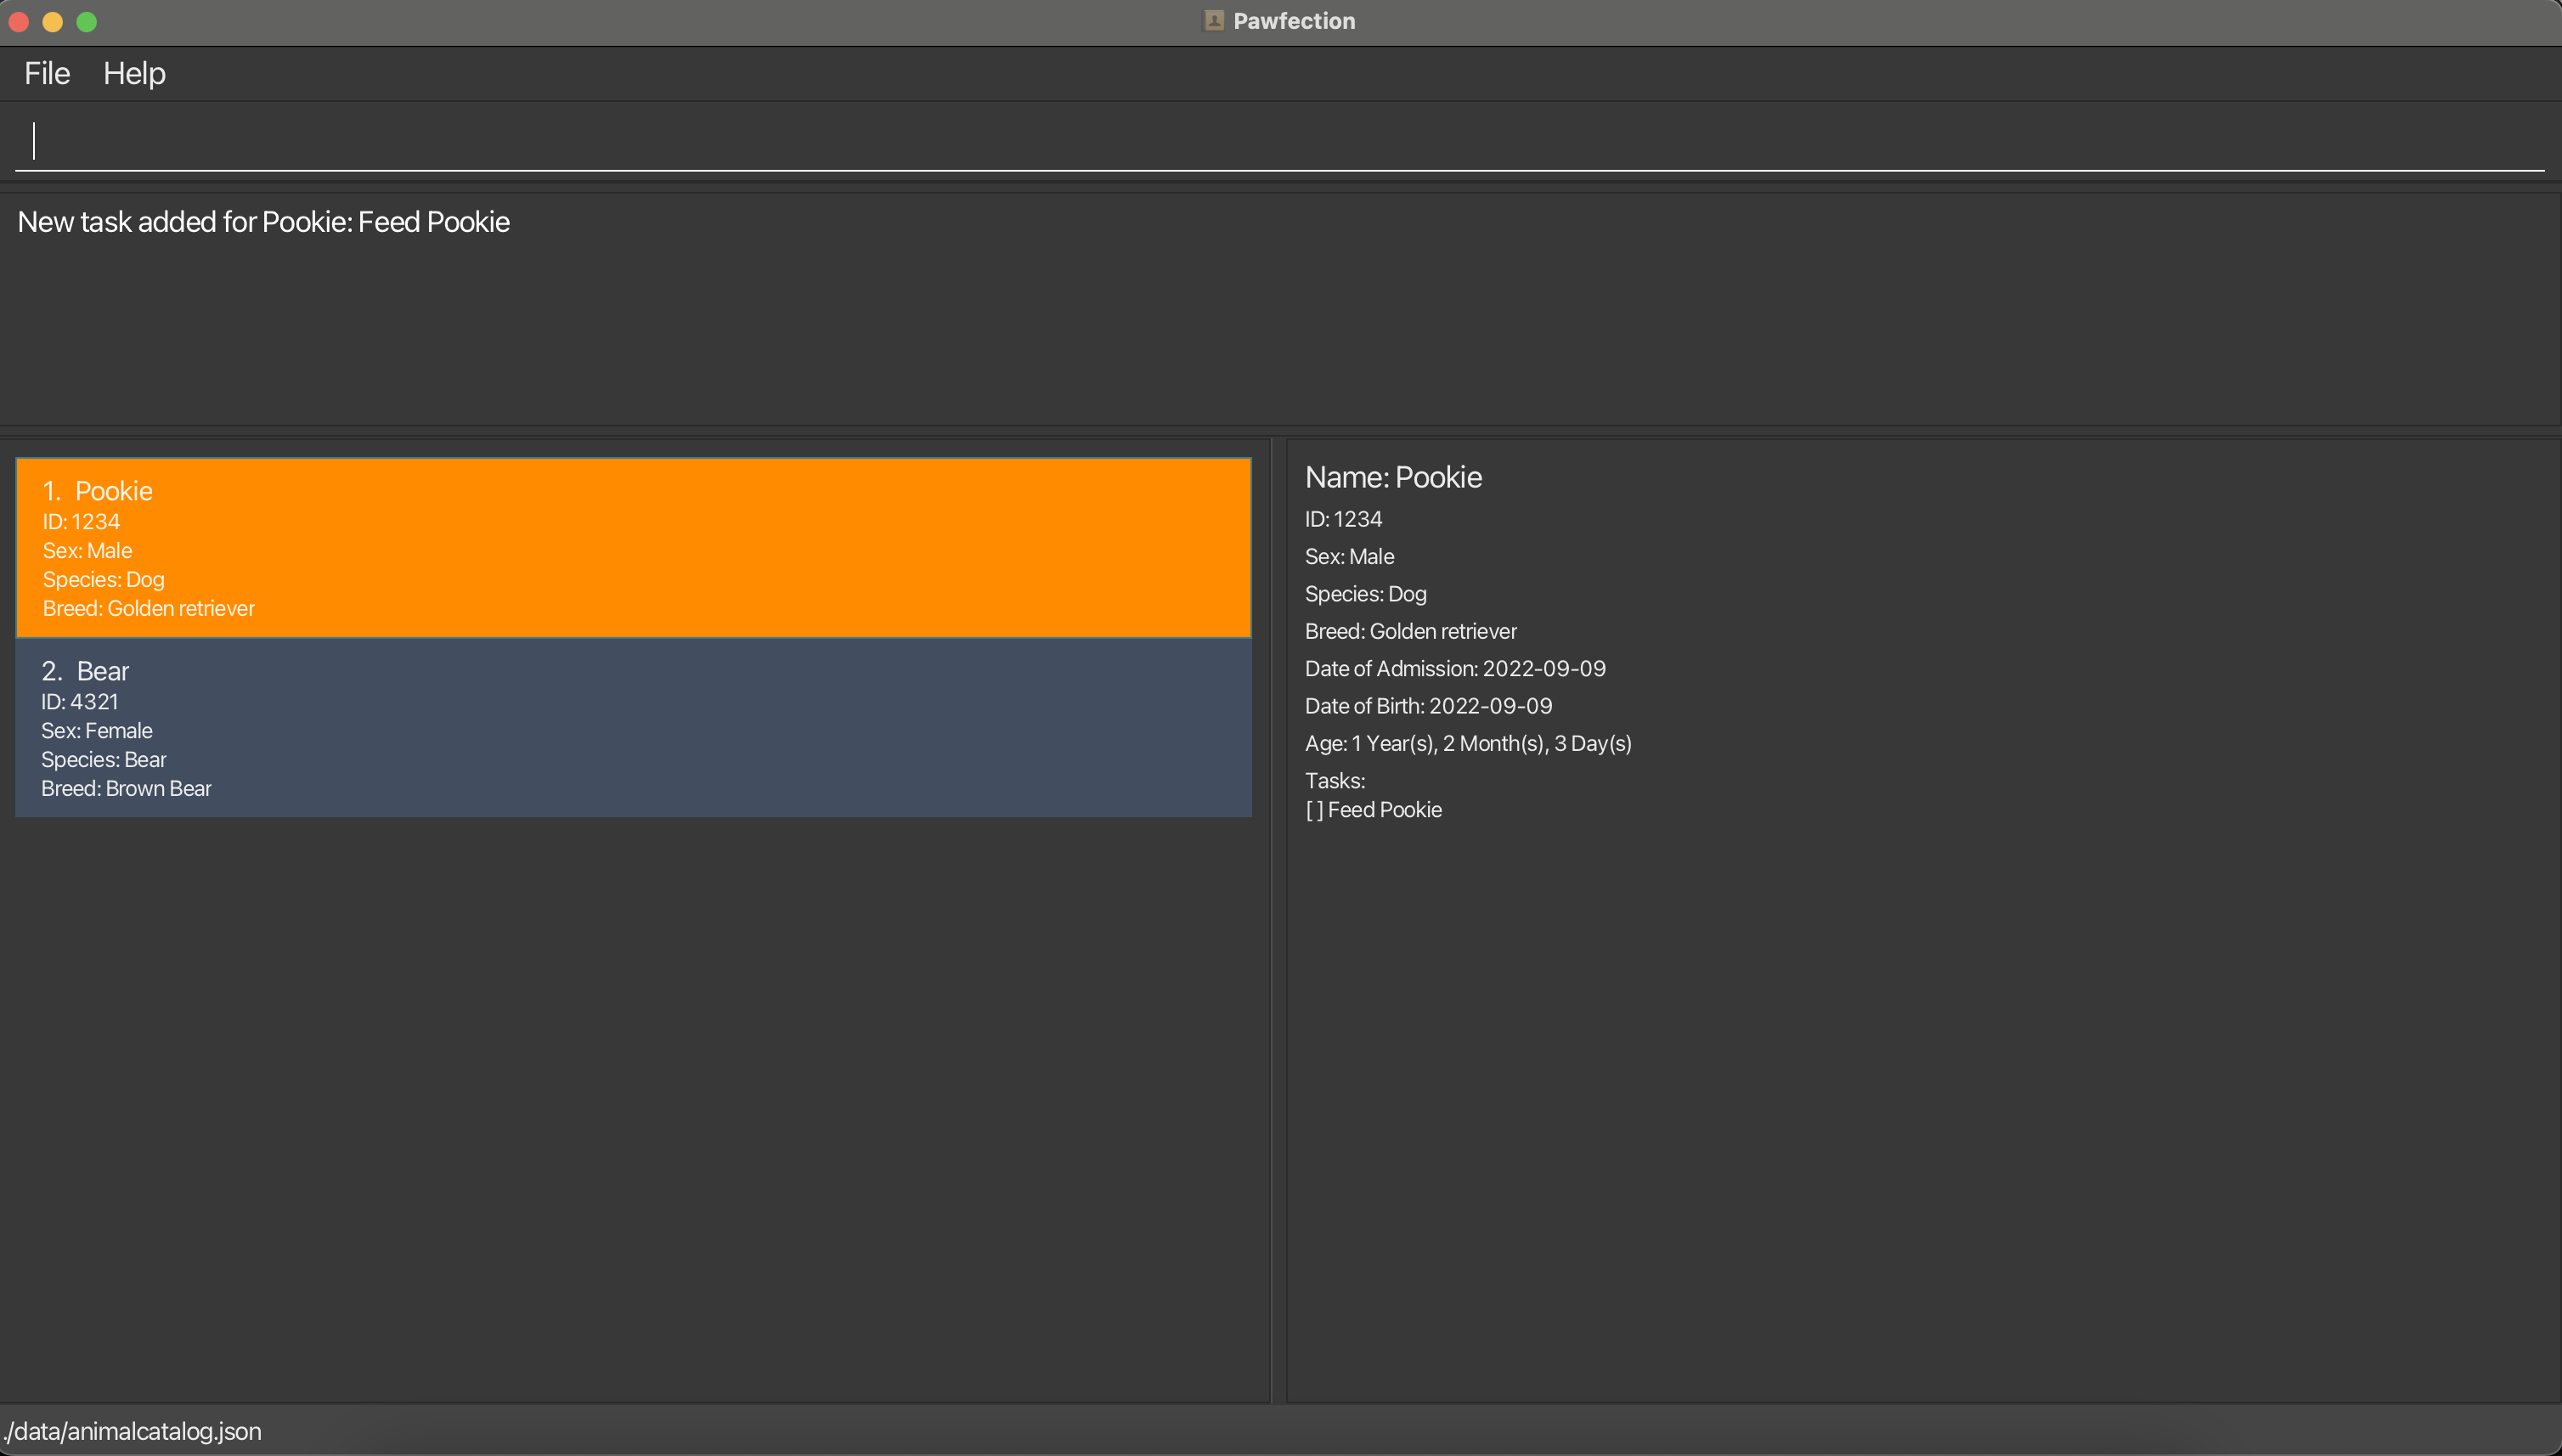 Pawfection
File Help
New task added for Pookie: Feed Pookie
1. Pookie
ID: 1234
Sex: Male
Species: Dog
Breed: Golden retriever
2. Bear
ID: 4321
Sex: Female
Species: Bear
Breed: Brown Bear
Name: Pookie
ID: 1234
Sex: Male
Species: Dog
Breed: Golden retriever
Date of Admission: 2022-09-09
Date of Birth: 2022-09-09
Age: 1 Year(s), 2 Month(s), 3 Day(s)
Tasks:
[ ] Feed Pookie
./data/animalcatalog.json